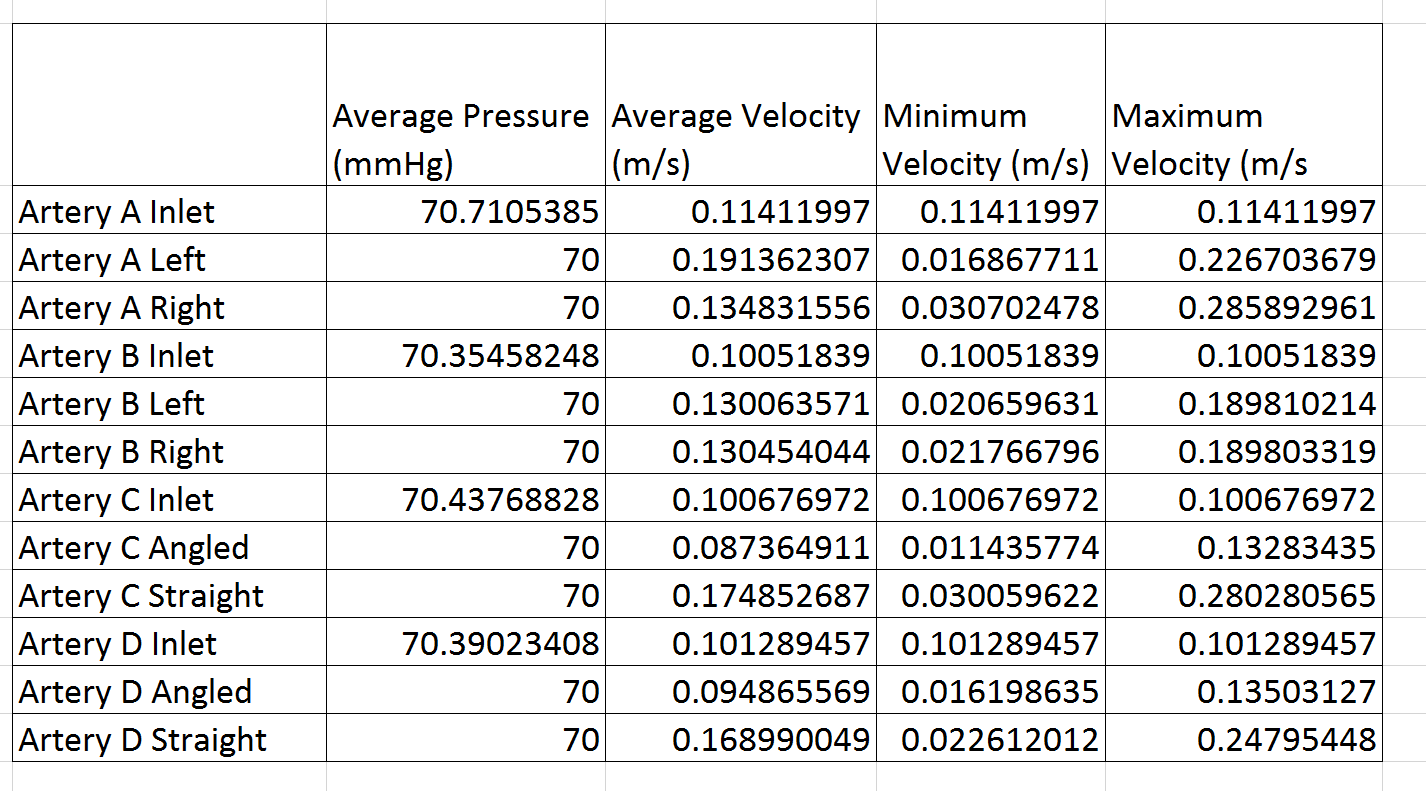 Average Pressure (mmHg) Average Velocity (m/s) Minimum Velocity (m/s) Maximum Velocity (m/s
Artery A Inlet 70.7105385 0.11411997 0.11411997 0.11411997
Artery A Left 70 0.191362307 0.016867711 0.226703679
Artery A Right 70 0.134831556 0.030702478 0.285892961
Artery B Inlet 70.35458248 0.10051839 0.10051839 0.10051839
Artery B Left 70 0.130063571 0.020659631 0.189810214
Artery B Right 70 0.130454044 0.021766796 0.189803319
Artery C Inlet 70.43768828 0.100676972 0.100676972 0.100676972
Artery C Angled 70 0.087364911 0.011435774 0.13283435
Artery C Straight 70 0.174852687 0.030059622 0.280280565
Artery D Inlet 70.39023408 0.101289457 0.101289457 0.101289457
Artery D Angled 70 0.094865569 0.016198635 0.13503127
Artery D Straight 70 0.168990049 0.022612012 0.24795448